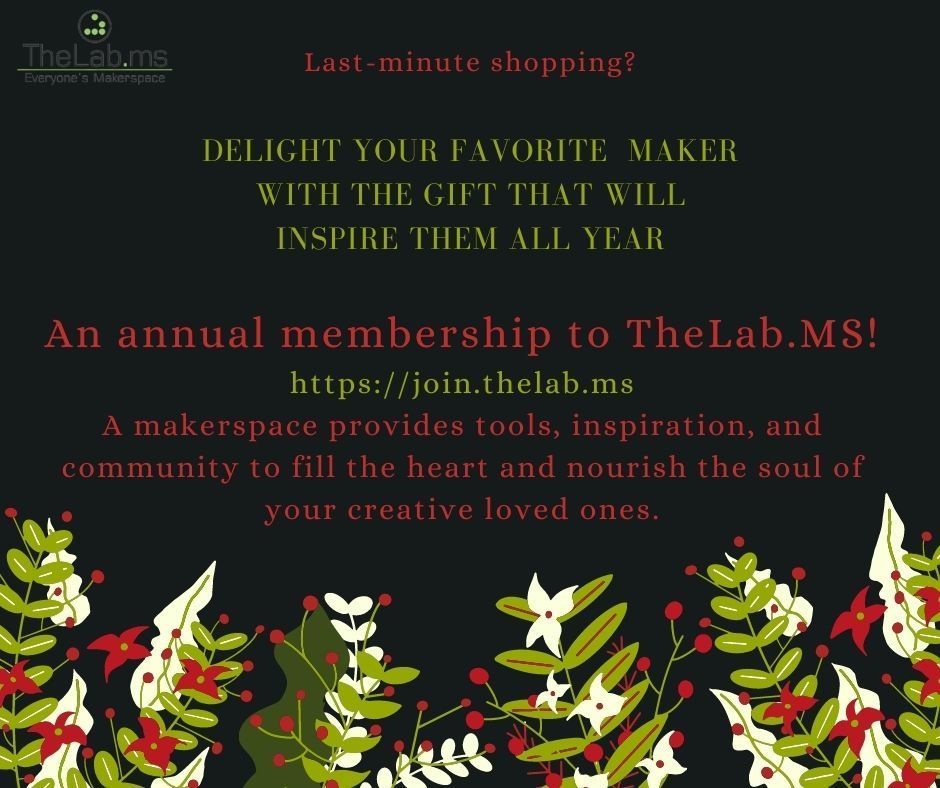 TheLab.ms
Everyone's Makerspace
Last-minute shopping?
DELIGHT YOUR FAVORITE MAKER
WITH THE GIFT THAT WILL
INSPIRE THEM ALL YEAR
An annual membership to TheLab.MS!
https://join.thelab.ms
A makerspace provides tools, inspiration, and
community to fill the heart and nourish the soul of
your creative loved ones.